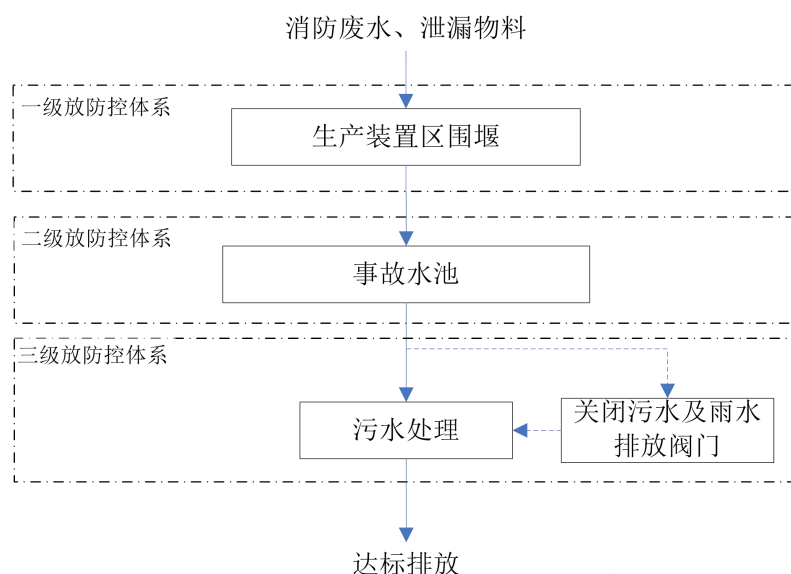 消防废水、泄漏物料
一级放防控体系
生产装置区围堰
二级放防控体系
事故水池
三级放防控体系
污水处理
关闭污水及雨水
排放阀门
达标排放